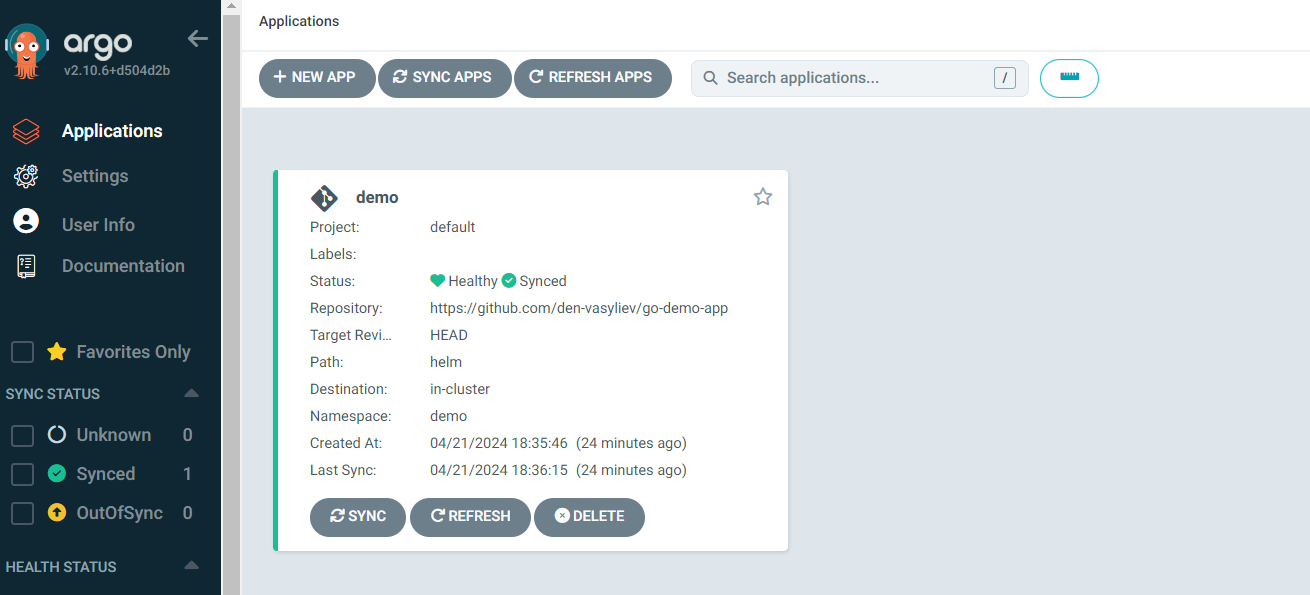 argo
v2.10.6+d504d2b
Applications
Settings
User Info
Documentation
Favorites Only
SYNC STATUS
Unknown 0
Synced 1
OutOfSync 0
HEALTH STATUS
Applications
NEW APP SYNC APPS REFRESH APPS Search applications... /
demo
Project: default
Labels:
Status: Healthy Synced
Repository: https://github.com/den-vasyliev/go-demo-app
Target Revi... HEAD
Path: helm
Destination: in-cluster
Namespace: demo
Created At: 04/21/2024 18:35:46 (24 minutes ago)
Last Sync: 04/21/2024 18:36:15 (24 minutes ago)
SYNC REFRESH DELETE